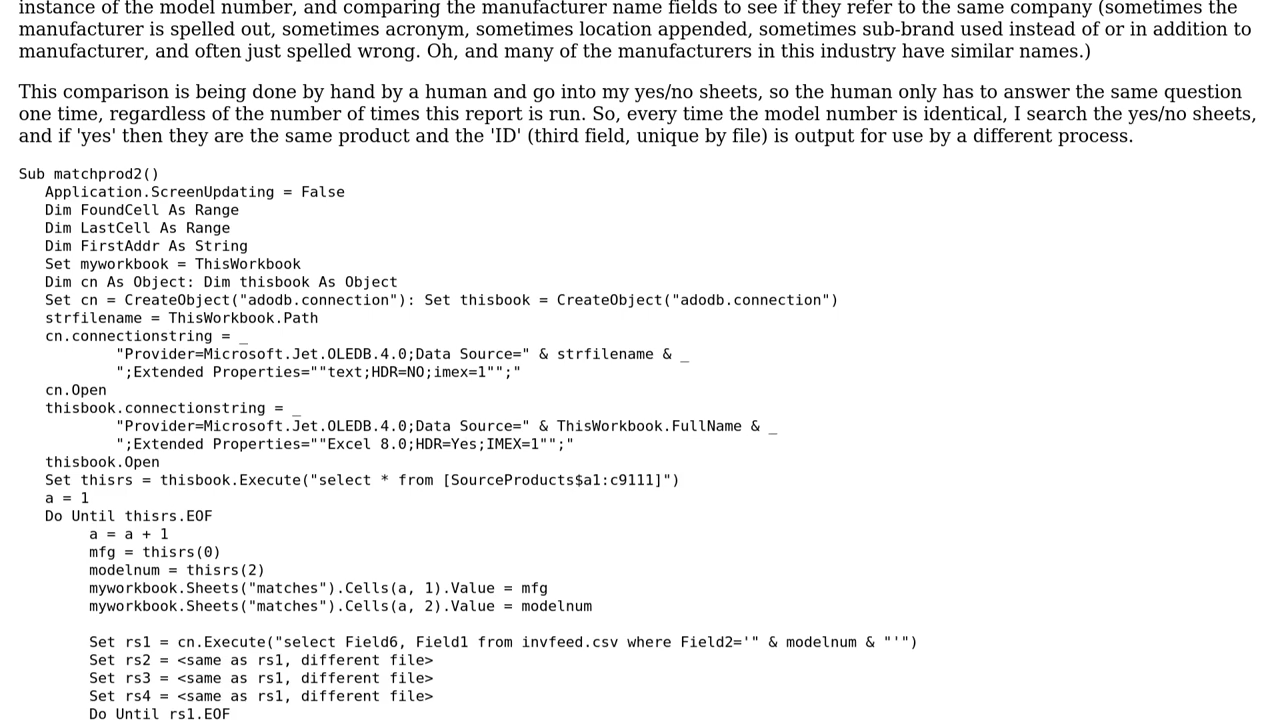 instance of the model number, and comparing the manufacturer name fields to see if they refer to the same company (sometimes the
manufacturer is spelled out, sometimes acronym, sometimes location appended, sometimes sub-brand used instead of or in addition to
manufacturer, and often just spelled wrong. Oh, and many of the manufacturers in this industry have similar names.)
This comparison is being done by hand by a human and go into my yes/no sheets, so the human only has to answer the same question
one time, regardless of the number of times this report is run. So, every time the model number is identical, I search the yes/no sheets,
and if 'yes' then they are the same product and the 'ID' (third field, unique by file) is output for use by a different process.
Sub matchprod2()
Application.ScreenUpdating = False
Dim FoundCell As Range
Dim LastCell As Range
Dim FirstAddr As String
Set myworkbook = ThisWorkbook
Dim cn As Object: Dim thisbook As Object
Set cn = CreateObject("adodb.connection"): Set thisbook = CreateObject("adodb.connection")
strfilename = ThisWorkbook.Path
cn.connectionstring = _
"Provider=Microsoft.Jet.OLEDB.4.0;Data Source=" & strfilename & _
";Extended Properties=""text;HDR=NO;imex=1"";"
cn.Open
thisbook.connectionstring = _
"Provider=Microsoft.Jet.OLEDB.4.0;Data Source=" & ThisWorkbook.FullName & _
";Extended Properties=""Excel 8.0;HDR=Yes;IMEX=1"";"
thisbook.Open
Set thisrs = thisbook.Execute("select * from [SourceProducts$a1:c9111]")
a = 1
Do Until thisrs.EOF
a = a + 1
mfg = thisrs(0)
modelnum = thisrs(2)
myworkbook.Sheets("matches").Cells(a, 1).Value = mfg
myworkbook.Sheets("matches").Cells(a, 2).Value = modelnum
Set rs1 = cn.Execute("select Field6, Field1 from invfeed.csv where Field2='" & modelnum & "'")
Set rs2 = <same as rs1, different file>
Set rs3 = <same as rs1, different file>
Set rs4 = <same as rs1, different file>
Do Until rs1.EOF